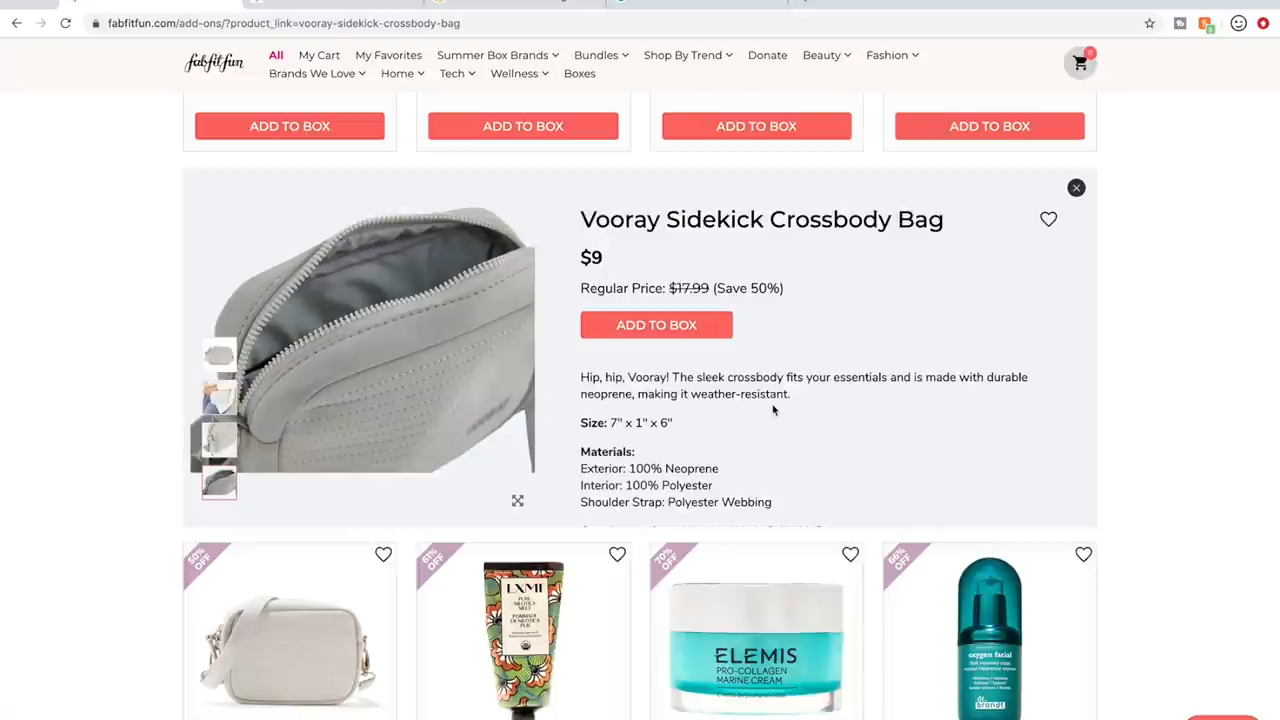 fabfitfun.com/add-ons/?product_link=vooray-sidekick-crossbody-bag
fabfitfun
All My Cart My Favorites Summer Box Brands Bundles Shop By Trend Donate Beauty Fashion
Brands We Love Home Tech Wellness Boxes
ADD TO BOX ADD TO BOX ADD TO BOX ADD TO BOX
Vooray Sidekick Crossbody Bag
$9
Regular Price: $17.99 (Save 50%)
ADD TO BOX
Hip, hip, Vooray! The sleek crossbody fits your essentials and is made with durable
neoprene, making it weather-resistant.
Size: 7" x 1" x 6"
Materials:
Exterior: 100% Neoprene
Interior: 100% Polyester
Shoulder Strap: Polyester Webbing
50% OFF
61% OFF
70% OFF
66% OFF
LXMI
PURE
NILOTICA
MELT
ELEMIS
PRO-COLLAGEN
MARINE CREAM
oxygen facial
dr.
brandt